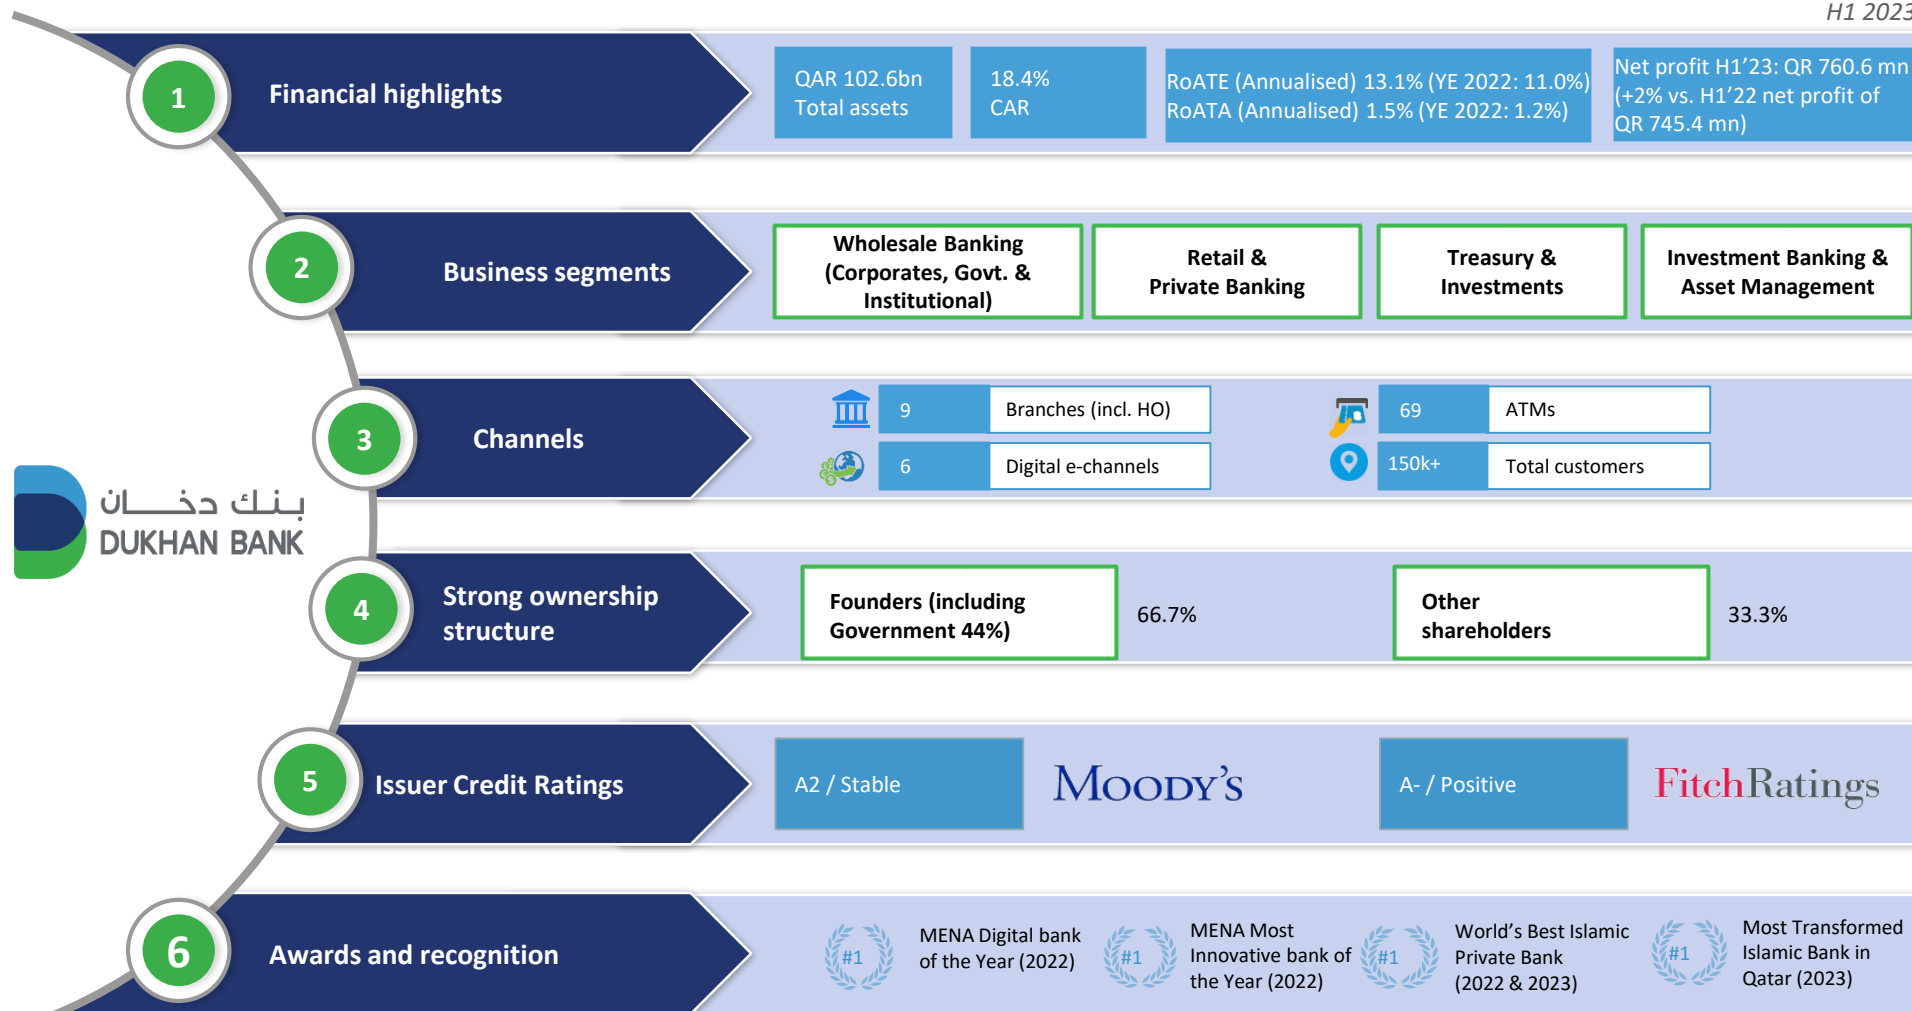 H1 2023
1
Financial highlights
QAR 102.6bn
Total assets
18.4%
CAR
RoATE (Annualised) 13.1% (YE 2022: 11.0%)
RoATA (Annualised) 1.5% (YE 2022: 1.2%)
Net profit H1’23: QR 760.6 mn
(+2% vs. H1’22 net profit of
QR 745.4 mn)
2
Business segments
Wholesale Banking
(Corporates, Govt. &
Institutional)
Retail &
Private Banking
Treasury &
Investments
Investment Banking &
Asset Management
3
Channels
9
Branches (incl. HO)
69
ATMs
6
Digital e-channels
150k+
Total customers
بنك دخان
DUKHAN BANK
4
Strong ownership
structure
Founders (including
Government 44%)
66.7%
Other
shareholders
33.3%
5
Issuer Credit Ratings
A2 / Stable
MOODY’S
A- / Positive
FitchRatings
6
Awards and recognition
#1
MENA Digital bank
of the Year (2022)
#1
MENA Most
Innovative bank of
the Year (2022)
#1
World’s Best Islamic
Private Bank
(2022 & 2023)
#1
Most Transformed
Islamic Bank in
Qatar (2023)